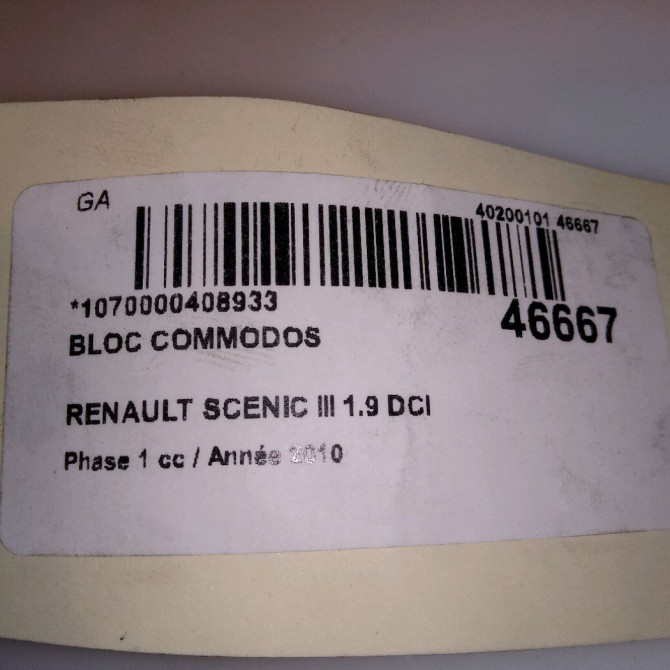 GA
40200101 46667
*1070000408933
46667
BLOC COMMODOS
RENAULT SCENIC III 1.9 DCI
Phase 1 cc / Année 2010